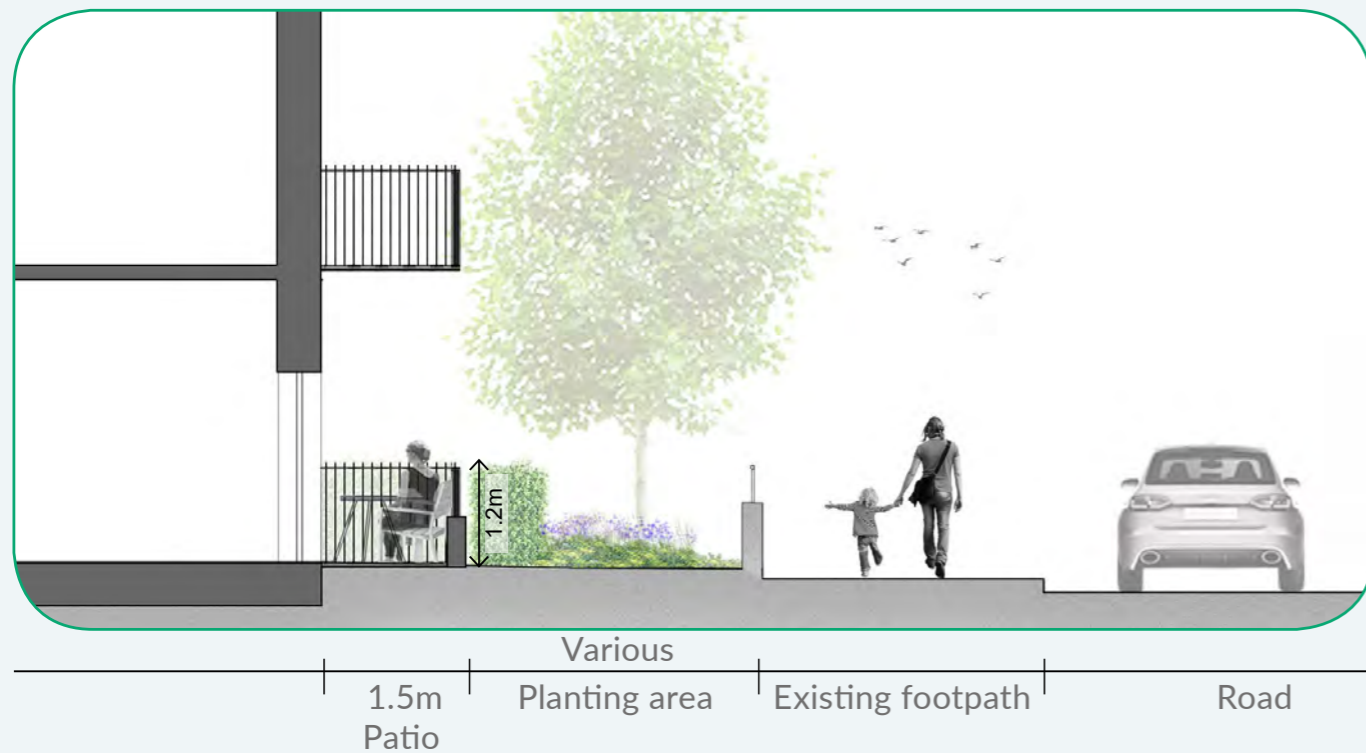 1.2m
Various
1.5m
Patio
Planting area
Existing footpath
Road